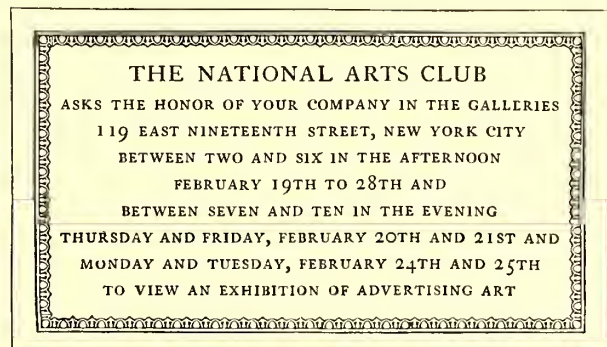 THE NATIONAL ARTS CLUB
ASKS THE HONOR OF YOUR COMPANY IN THE GALLERIES
119 EAST NINETEENTH STREET, NEW YORK CITY
BETWEEN TWO AND SIX IN THE AFTERNOON
FEBRUARY 19TH TO 28TH AND
BETWEEN SEVEN AND TEN IN THE EVENING
THURSDAY AND FRIDAY, FEBRUARY 20TH AND 21ST AND
MONDAY AND TUESDAY, FEBRUARY 24TH AND 25TH
TO VIEW AN EXHIBITION OF ADVERTISING ART